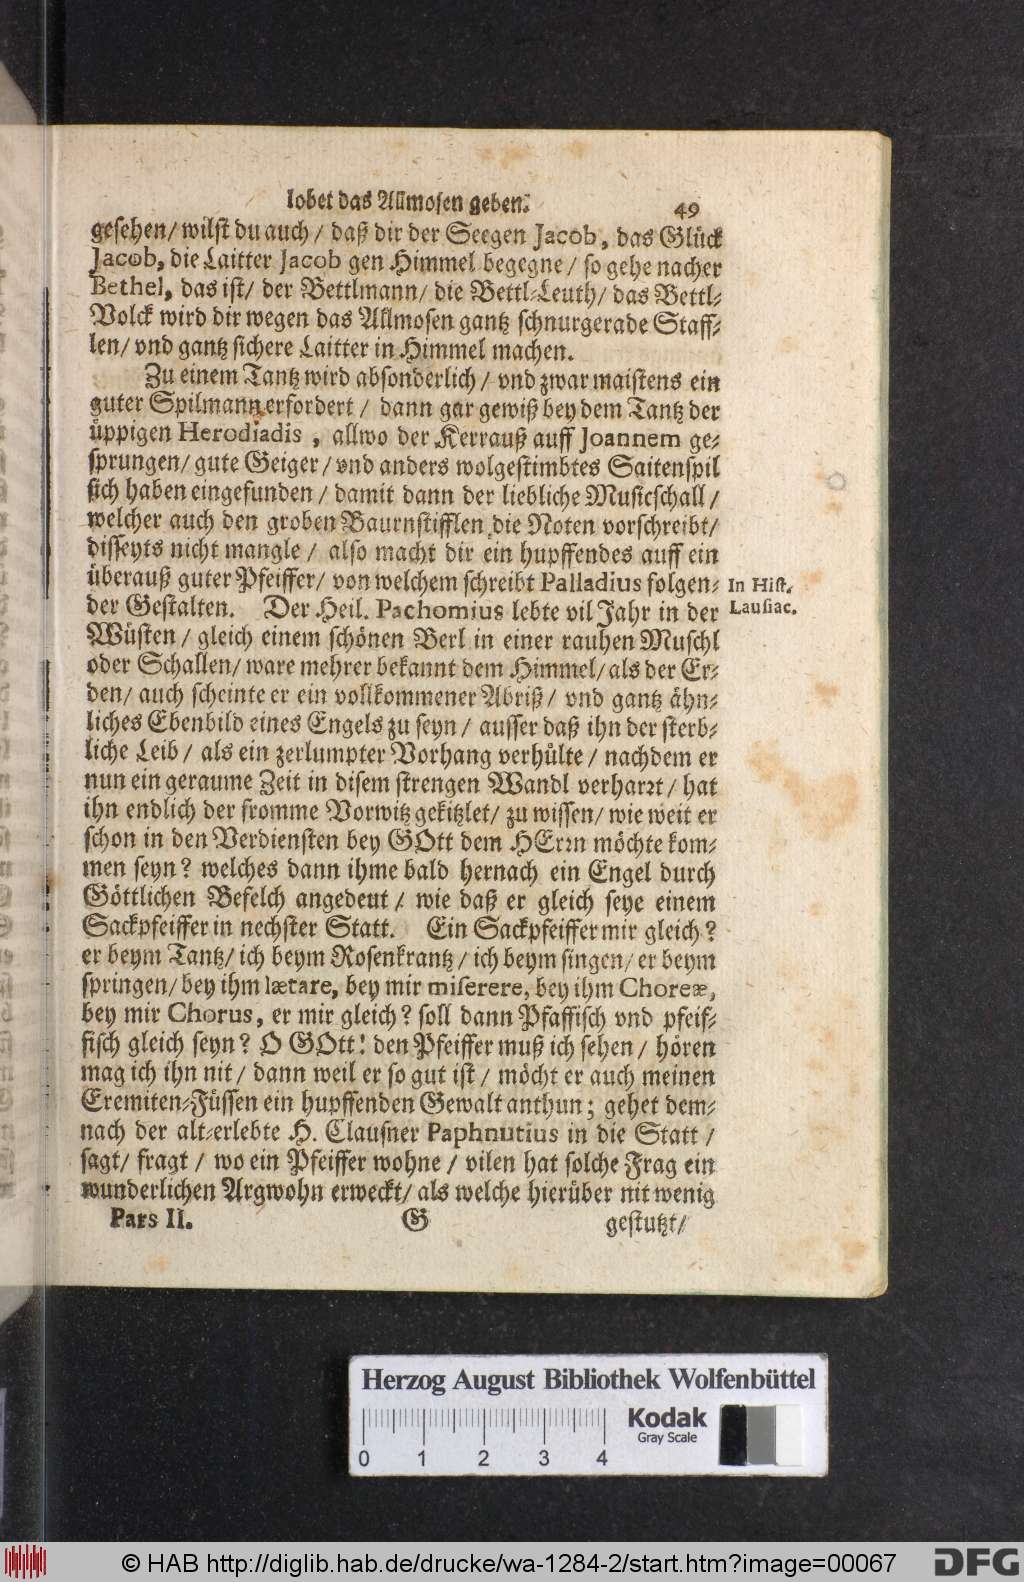 lobet das Allmosen geben. 49
gesehen/ wilst du auch/ daß dir der Seegen Jacob, das Glück
Jacob, die Laitter Jacob gen Himmel begegne/ so gehe nacher
Bethel, das ist/ der Bettlmann/ die Bettl-Leuth/ das Bettl-
Volck wird dir wegen das Allmosen gantz schnurgerade Staff-
len/ vnd gantz sichere Laitter in Himmel machen.
Zu einem Tantz wird absonderlich/ vnd zwar maistens ein
guter Spilmann erfordert/ dann gar gewiß bey dem Tantz der
üppigen Herodiadis, allwo der Kerrauß auff Joannem ge-
sprungen/ gute Geiger/ vnd anders wolgestimbtes Saitenspil
sich haben eingefunden/ damit dann der liebliche Musicschall/
welcher auch den groben Baurnstifflen die Noten vorschreibt/
disseyts nicht mangle/ also macht dir ein hupffendes auff ein
überauß guter Pfeiffer/ von welchem schreibt Palladius folgen-
In Hist.
der Gestalten. Der Heil. Pachomius lebte vil Jahr in der
Lausiac.
Wüsten/ gleich einem schönen Berl in einer rauhen Muschl
oder Schallen/ ware mehrer bekannt dem Himmel/ als der Er-
den/ auch scheinte er ein vollkommener Abriß/ vnd gantz ähn-
liches Ebenbild eines Engels zu seyn/ ausser daß ihn der sterb-
liche Leib/ als ein zerlumpter Vorhang verhülte/ nachdem er
nun ein geraume Zeit in disem strengen Wandl verharrt/ hat
ihn endlich der fromme Vorwitz gekitzlet/ zu wissen/ wie weit er
schon in den Verdiensten bey GOtt dem HErrn möchte kom-
men seyn? welches dann ihme bald hernach ein Engel durch
Göttlichen Befelch angedeut/ wie daß er gleich seye einem
Sackpfeiffer in nechster Statt. Ein Sackpfeiffer mir gleich?
er beym Tantz/ ich beym Rosenkrantz/ ich beym singen/ er beym
springen/ bey ihm lætare, bey mir miserere, bey ihm Choreæ,
bey mir Chorus, er mir gleich? soll dann Pfaffisch vnd pfeif-
fisch gleich seyn? O GOtt! den Pfeiffer muß ich sehen/ hören
mag ich ihn nit/ dann weil er so gut ist/ möcht er auch meinen
Eremiten-Füssen ein hupffenden Gewalt anthun; gehet dem-
nach der alt-erlebte H. Clausner Paphnutius in die Statt/
sagt/ fragt/ wo ein Pfeiffer wohne/ vilen hat solche Frag ein
wunderlichen Argwohn erweckt/ als welche hierüber nit wenig
Pars II. G gestutzt/
Herzog August Bibliothek Wolfenbüttel
Kodak
Gray Scale
0 1 2 3 4
© HAB http://diglib.hab.de/drucke/wa-1284-2/start.htm?image=00067
DFG